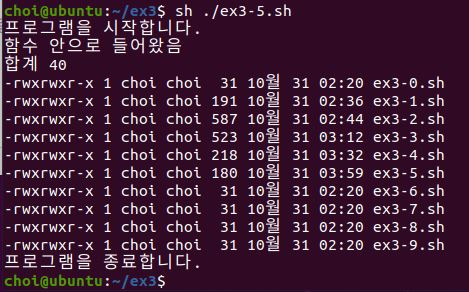 choi@ubuntu:~/ex3$ sh ./ex3-5.sh
프로그램을 시작합니다.
함수 안으로 들어왔음
합계 40
-rwxrwxr-x 1 choi choi  31 10월 31 02:20 ex3-0.sh
-rwxrwxr-x 1 choi choi 191 10월 31 02:36 ex3-1.sh
-rwxrwxr-x 1 choi choi 587 10월 31 02:44 ex3-2.sh
-rwxrwxr-x 1 choi choi 523 10월 31 03:12 ex3-3.sh
-rwxrwxr-x 1 choi choi 218 10월 31 03:32 ex3-4.sh
-rwxrwxr-x 1 choi choi 180 10월 31 03:59 ex3-5.sh
-rwxrwxr-x 1 choi choi  31 10월 31 02:20 ex3-6.sh
-rwxrwxr-x 1 choi choi  31 10월 31 02:20 ex3-7.sh
-rwxrwxr-x 1 choi choi  31 10월 31 02:20 ex3-8.sh
-rwxrwxr-x 1 choi choi  31 10월 31 02:20 ex3-9.sh
프로그램을 종료합니다.
choi@ubuntu:~/ex3$